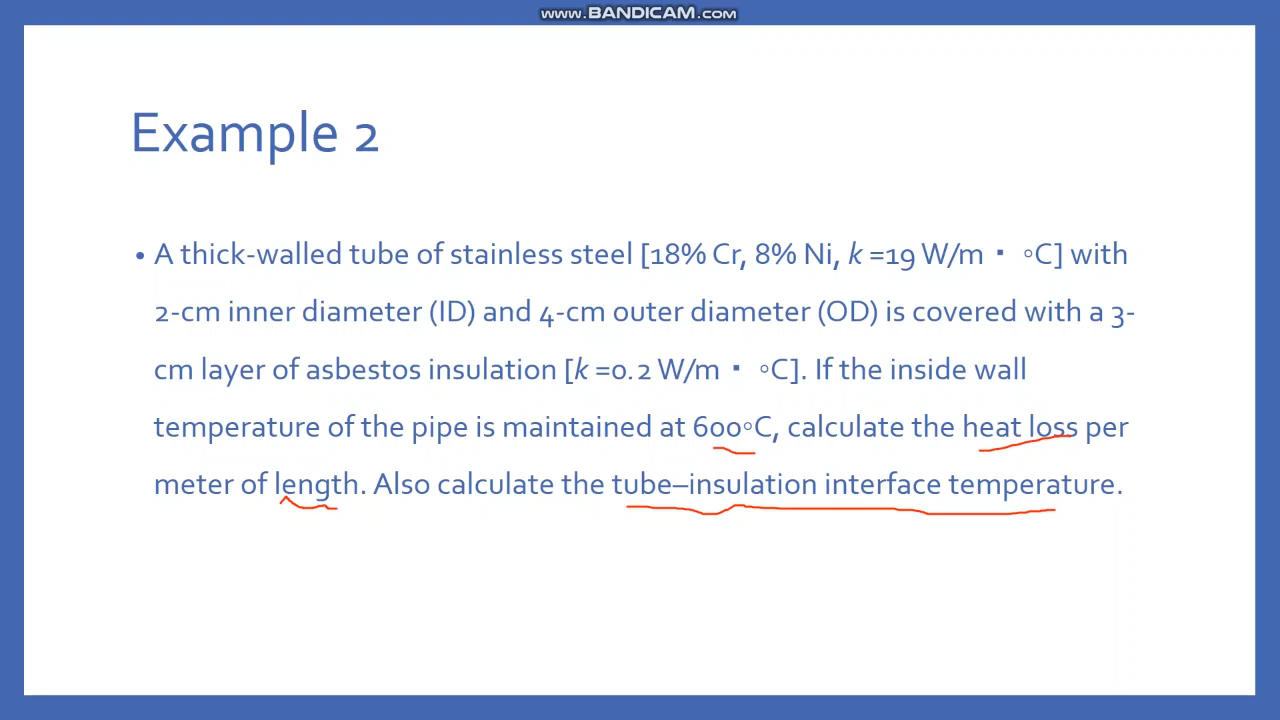 www.BANDICAM.com
Example 2
• A thick-walled tube of stainless steel [18% Cr, 8% Ni, k =19 W/m · ◦C] with
2-cm inner diameter (ID) and 4-cm outer diameter (OD) is covered with a 3-
cm layer of asbestos insulation [k =0.2 W/m · ◦C]. If the inside wall
temperature of the pipe is maintained at 600◦C, calculate the heat loss per
meter of length. Also calculate the tube–insulation interface temperature.